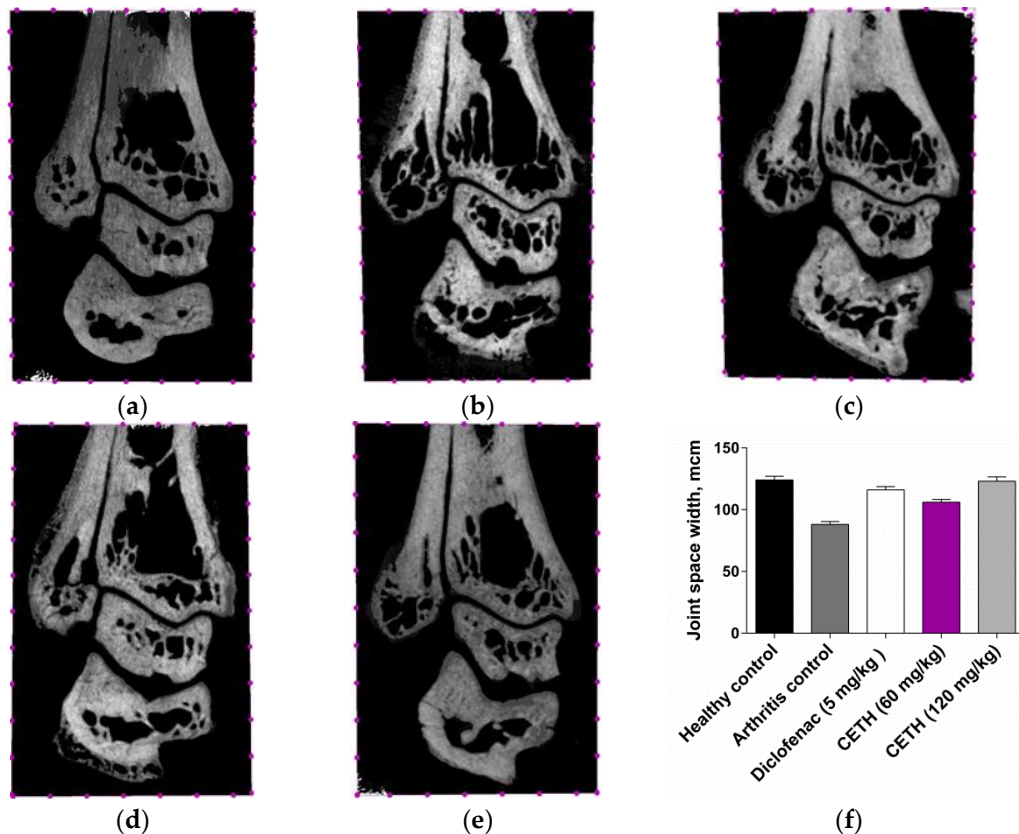 (a)
(b)
(c)
(d)
(e)
Joint space width, mcm
150
100
50
0
Healthy control
Arthritis control
Diclofenac (5 mg/kg )
CETH (60 mg/kg)
CETH (120 mg/kg)
(f)